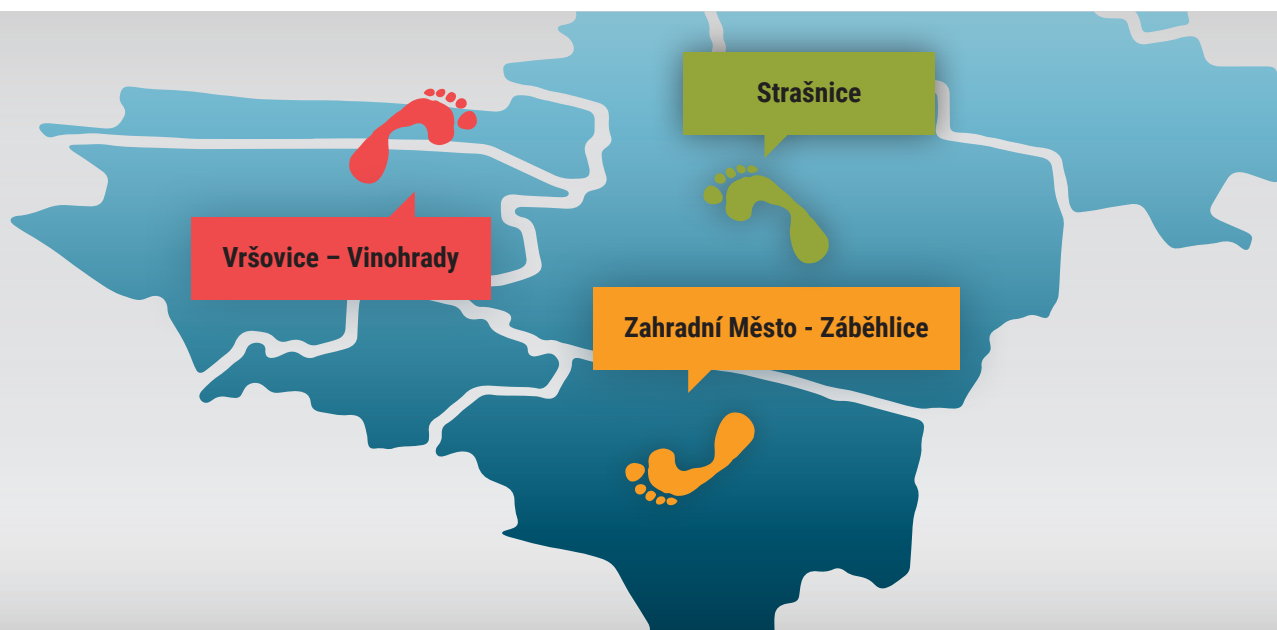 Strašnice
Vršovice – Vinohrady
Zahradní Město - Záběhlice